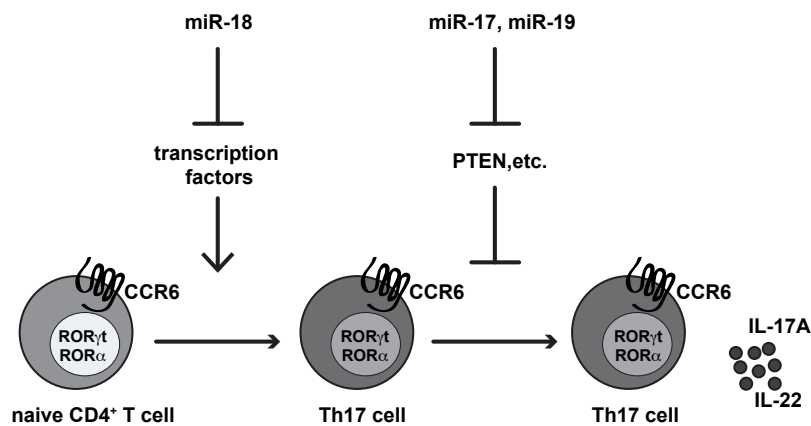 miR-18
miR-17, miR-19
transcription
factors
PTEN,etc.
CCR6
CCR6
CCR6
RORγt
RORα
RORγt
RORα
RORγt
RORα
IL-17A
IL-22
naive CD4⁺ T cell
Th17 cell
Th17 cell